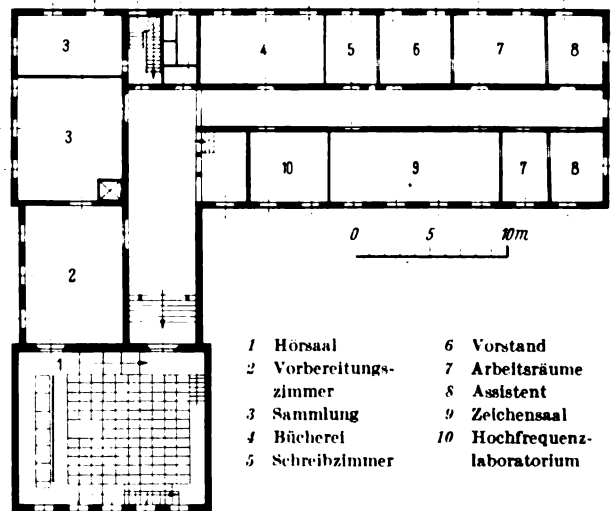 3
4
5
6
7
8
3
10
9
7
8
0 5 10m
2
1
1 Hörsaal
2 Vorbereitungs-
zimmer
3 Sammlung
4 Bücherei
5 Schreibzimmer
6 Vorstand
7 Arbeitsräume
8 Assistent
9 Zeichensaal
10 Hochfrequenz-
laboratorium